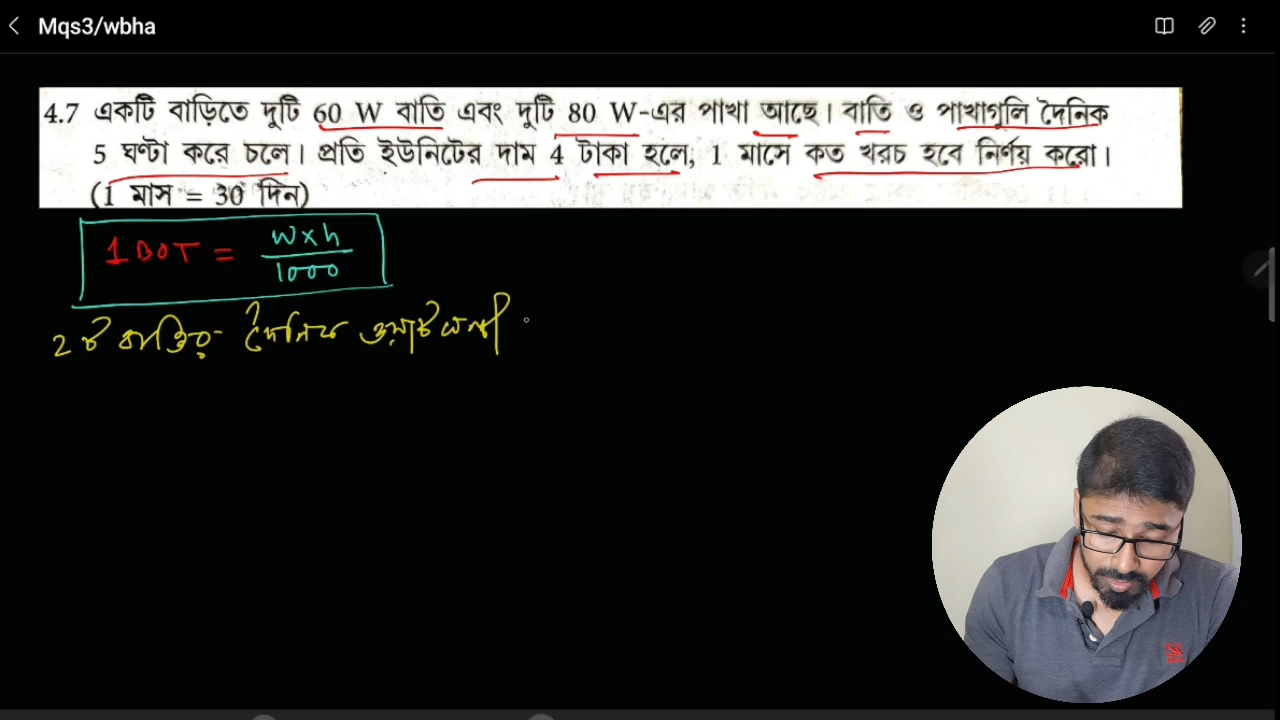 Mqs3/wbha
4.7 একটি বাড়িতে দুটি 60 W বাতি এবং দুটি 80 W-এর পাখা আছে। বাতি ও পাখাগুলি দৈনিক
5 ঘণ্টা করে চলে। প্রতি ইউনিটের দাম 4 টাকা হলে, 1 মাসে কত খরচ হবে নির্ণয় করো।
(1 মাস = 30 দিন)
1 BOT = W x h
1000
2 টি বাতির দৈনিক ওয়াট ঘন্টা